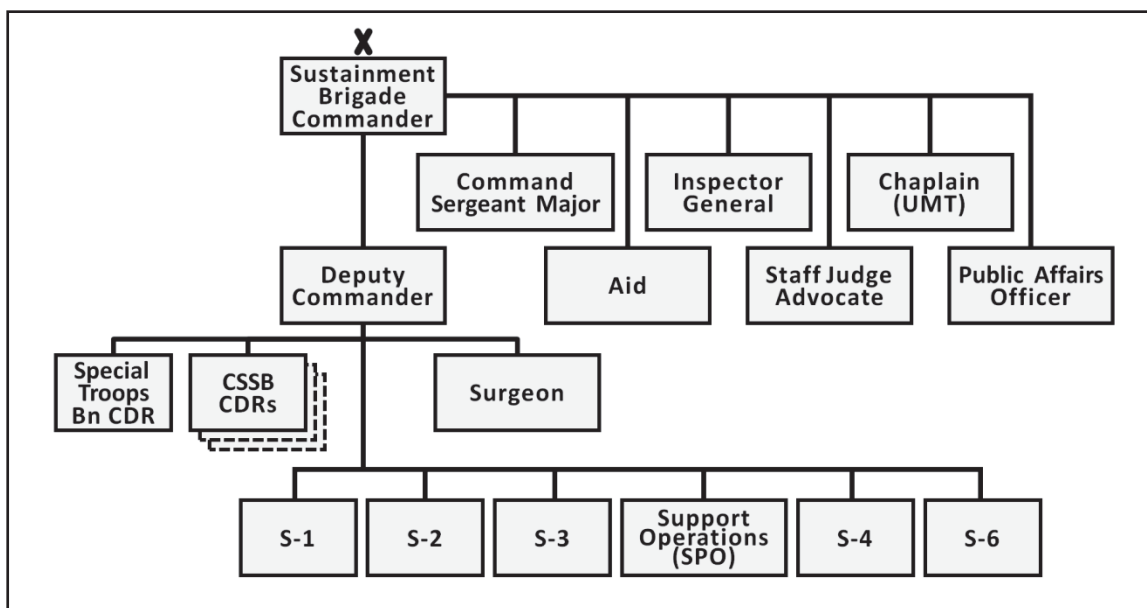 X
Sustainment
Brigade
Commander
Command
Sergeant Major
Inspector
General
Chaplain
(UMT)
Deputy
Commander
Aid
Staff Judge
Advocate
Public Affairs
Officer
Special
Troops
Bn CDR
CSSB
CDRs
Surgeon
S-1
S-2
S-3
Support
Operations
(SPO)
S-4
S-6